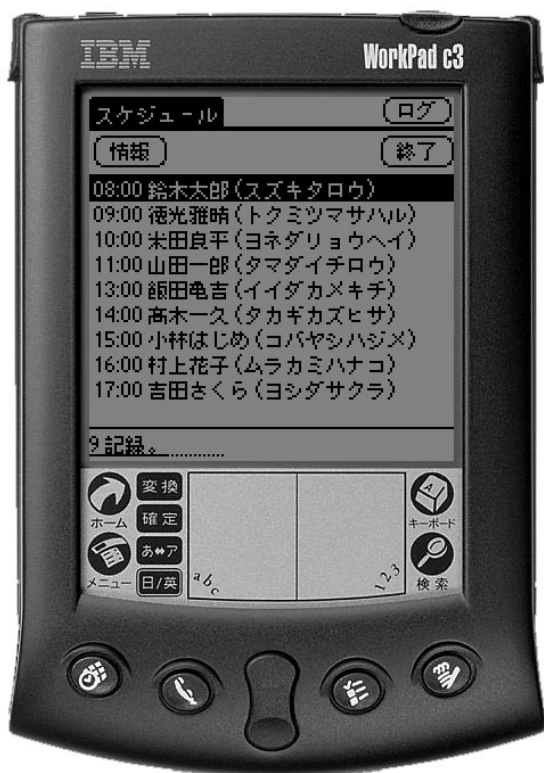 IBM
WorkPad c3
スケジュール
ログ
情報
終了
08:00 鈴木太郎(スズキタロウ)
09:00 徳光雅晴(トクミツマサハル)
10:00 米田良平(ヨネダリョウヘイ)
11:00 山田一郎(タマダイチロウ)
13:00 飯田亀吉(イイダカメキチ)
14:00 高木一久(タカギカズヒサ)
15:00 小林はじめ(コバヤシハジメ)
16:00 村上花子(ムラカミハナコ)
17:00 吉田さくら(ヨシダサクラ)
9 記録。
変換
確定
ホーム
キーボード
あ↔ア
メニュー
日/英
abc
123
検索